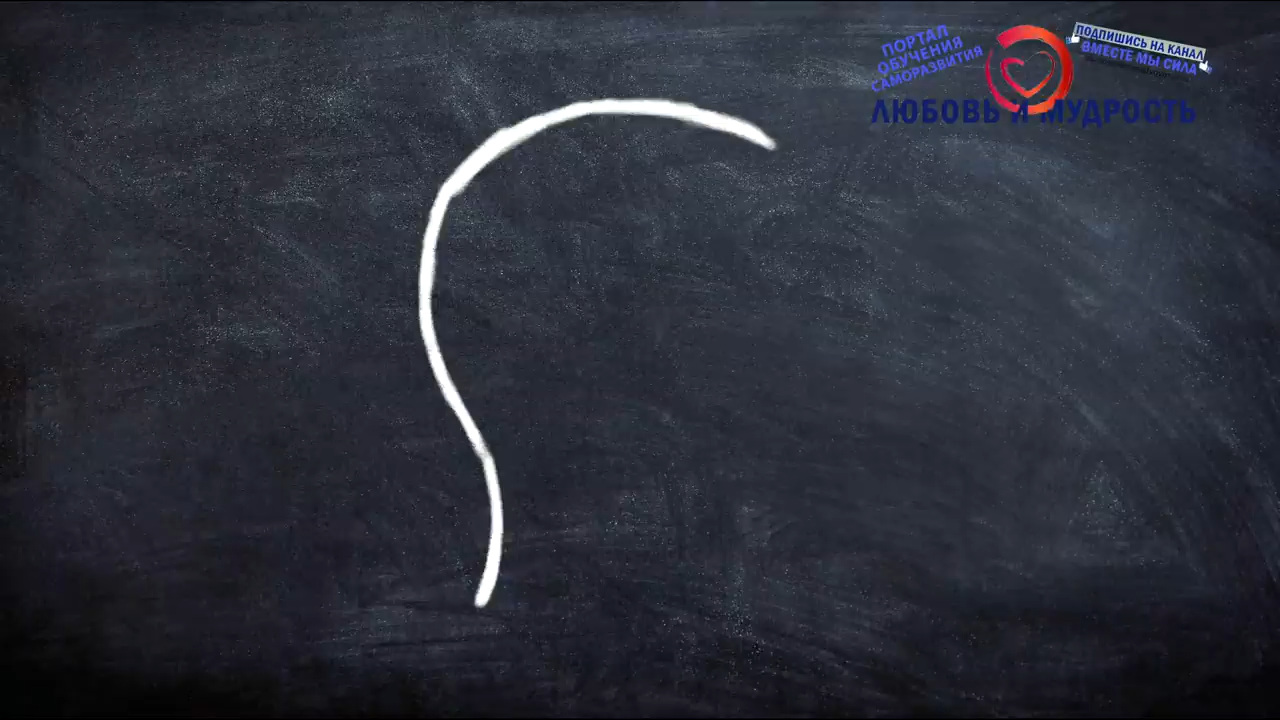 ПОРТАЛ
ОБУЧЕНИЯ
САМОРАЗВИТИЯ
ПОДПИШИСЬ НА КАНАЛ
ВМЕСТЕ МЫ СИЛА
ЛЮБОВЬ И МУДРОСТЬ